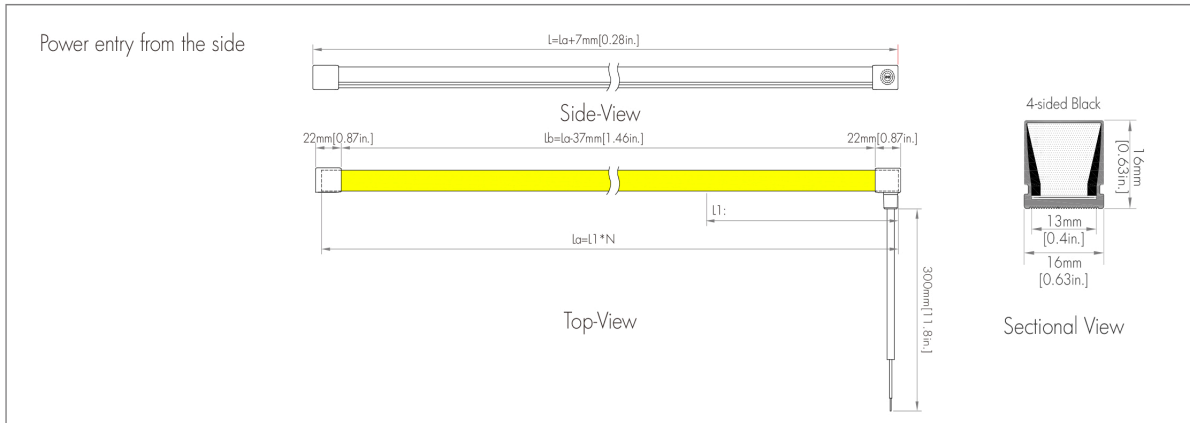 Power entry from the side
L=La+7mm[0.28in.]
Side-View
22mm[0.87in.]
Lb=La-37mm[1.46in.]
22mm[0.87in.]
L1:
La=L1*N
300mm[11.8in.]
Top-View
4-sided Black
16mm
[0.63in.]
13mm
[0.4in.]
16mm
[0.63in.]
Sectional View